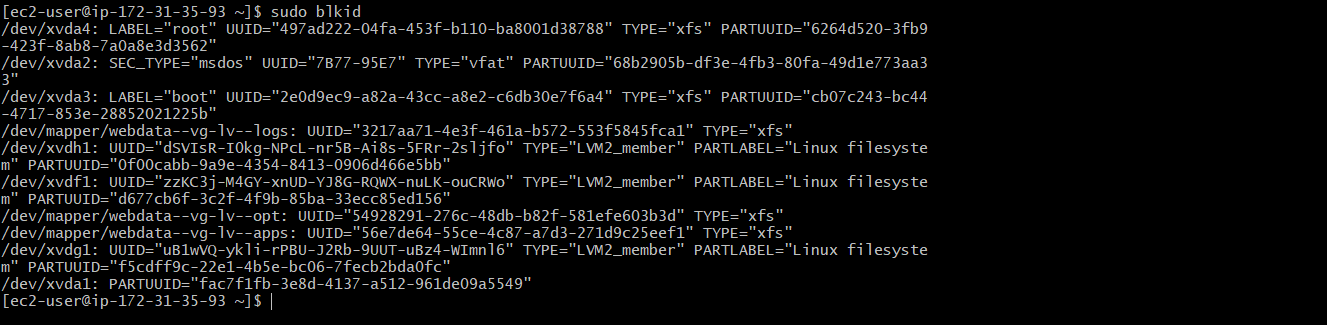 [ec2-user@ip-172-31-35-93 ~]$ sudo blkid
/dev/xvda4: LABEL="root" UUID="497ad222-04fa-453f-b110-ba8001d38788" TYPE="xfs" PARTUUID="6264d520-3fb9
-423f-8ab8-7a0a8e3d3562"
/dev/xvda2: SEC_TYPE="msdos" UUID="7B77-95E7" TYPE="vfat" PARTUUID="68b2905b-df3e-4fb3-80fa-49d1e773aa3
3"
/dev/xvda3: LABEL="boot" UUID="2e0d9ec9-a82a-43cc-a8e2-c6db30e7f6a4" TYPE="xfs" PARTUUID="cb07c243-bc44
-4717-853e-28852021225b"
/dev/mapper/webdata--vg-lv--logs: UUID="3217aa71-4e3f-461a-b572-553f5845fca1" TYPE="xfs"
/dev/xvdh1: UUID="dSVIsR-I0kg-NPcL-nr5B-Ai8s-5FRr-2sljfo" TYPE="LVM2_member" PARTLABEL="Linux filesyste
m" PARTUUID="0f00cabb-9a9e-4354-8413-0906d466e5bb"
/dev/xvdf1: UUID="zzKC3j-M4GY-xnUD-YJ8G-RQWX-nuLK-ouCRWo" TYPE="LVM2_member" PARTLABEL="Linux filesyste
m" PARTUUID="d677cb6f-3c2f-4f9b-85ba-33ecc85ed156"
/dev/mapper/webdata--vg-lv--opt: UUID="54928291-276c-48db-b82f-581efe603b3d" TYPE="xfs"
/dev/mapper/webdata--vg-lv--apps: UUID="56e7de64-55ce-4c87-a7d3-271d9c25eef1" TYPE="xfs"
/dev/xvdg1: UUID="uB1wVQ-ykli-rPBU-J2Rb-9UUT-uBz4-WImnl6" TYPE="LVM2_member" PARTLABEL="Linux filesyste
m" PARTUUID="f5cdff9c-22e1-4b5e-bc06-7fecb2bda0fc"
/dev/xvda1: PARTUUID="fac7f1fb-3e8d-4137-a512-961de09a5549"
[ec2-user@ip-172-31-35-93 ~]$